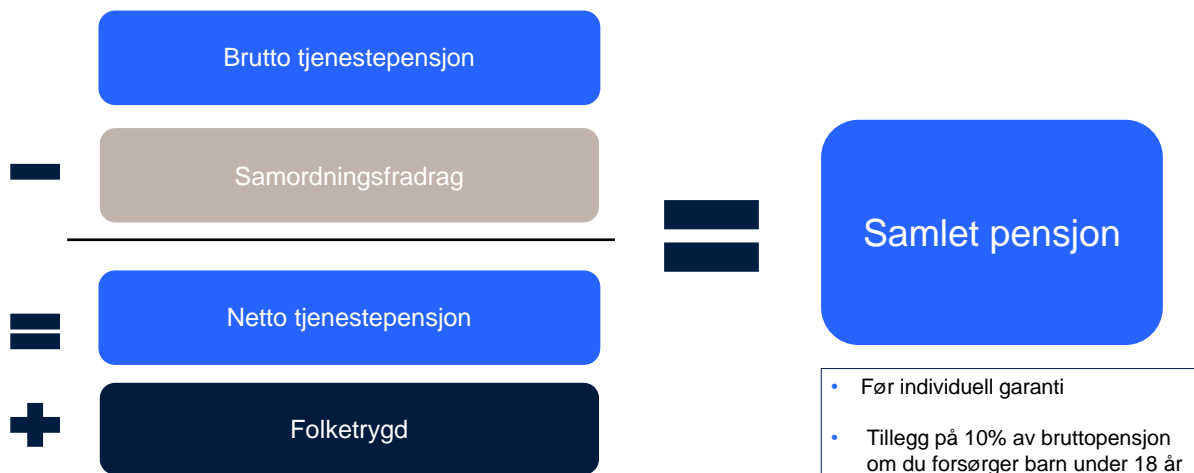 Brutto tjenestepensjon
Samordningsfradrag
Netto tjenestepensjon
Folketrygd
Samlet pensjon
• Før individuell garanti
• Tillegg på 10% av bruttopensjon
om du forsørger barn under 18 år